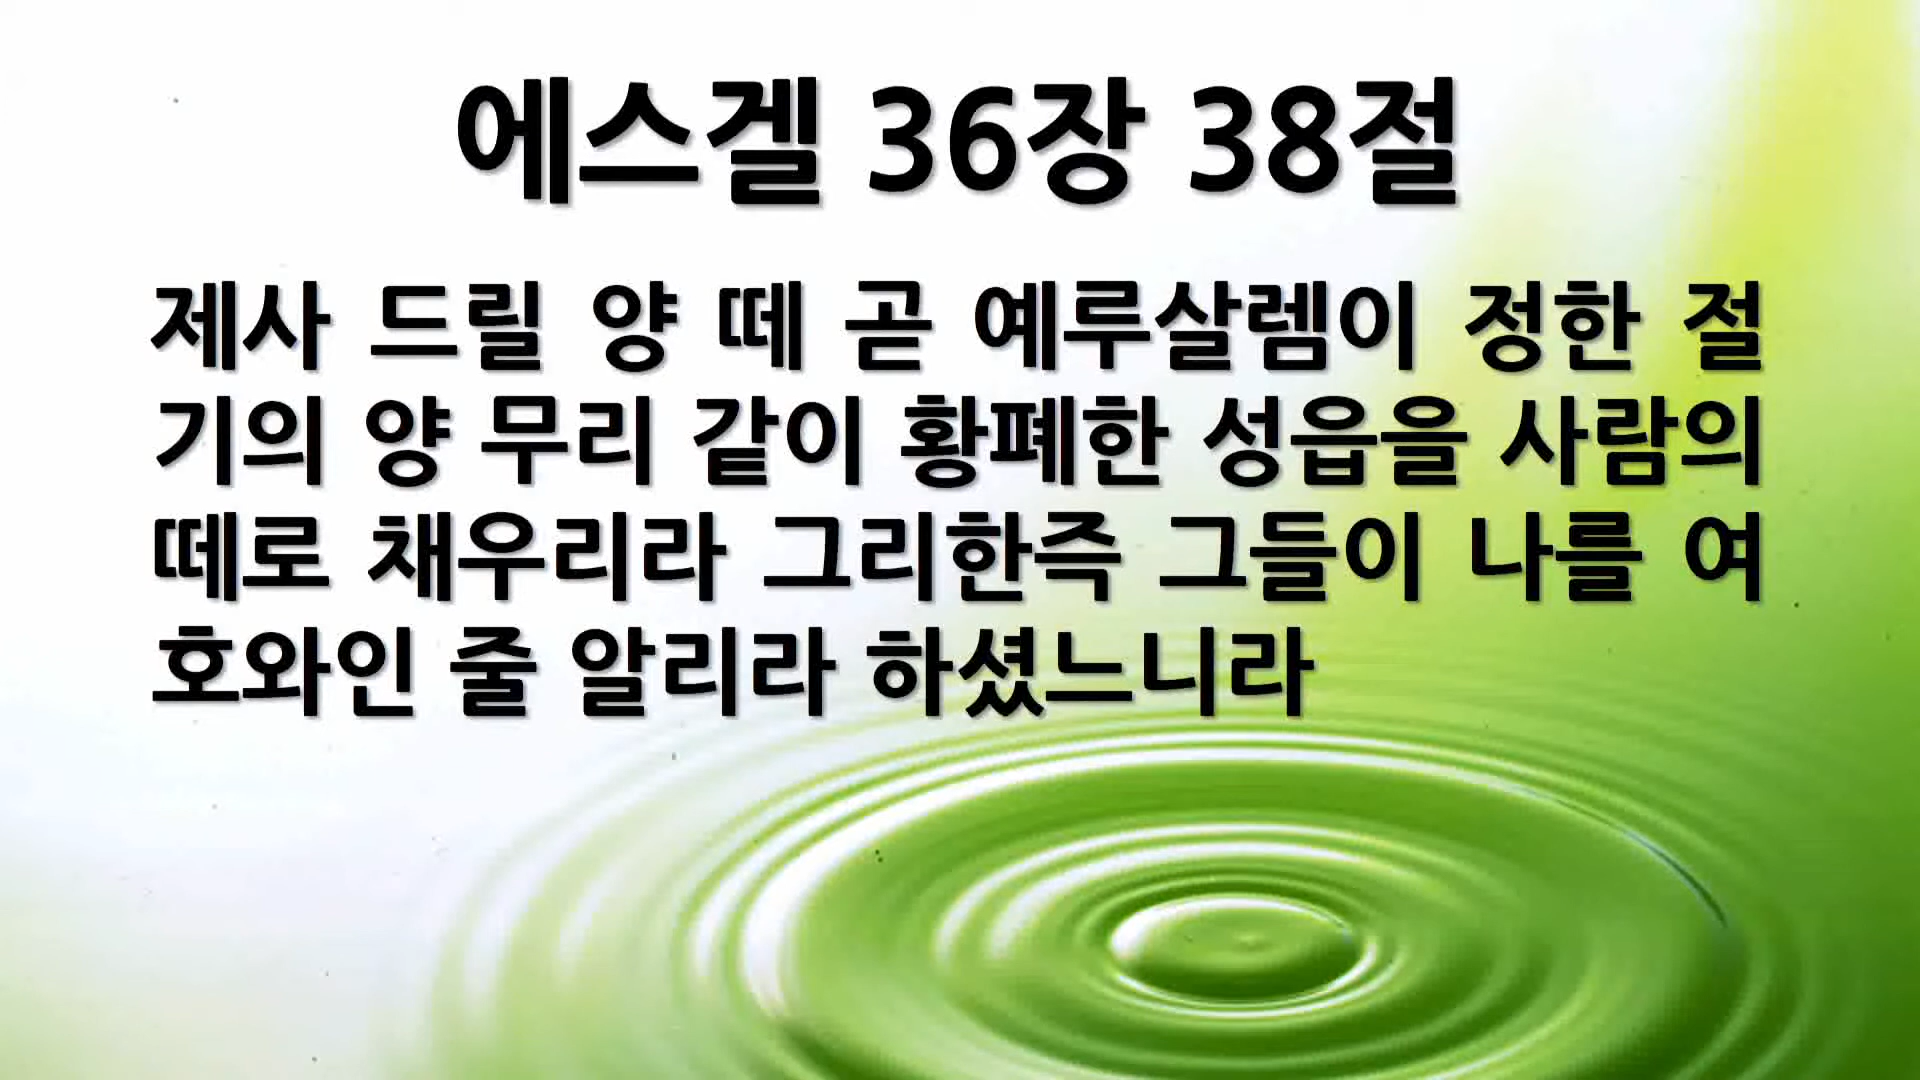 에스겔 36장 38절
제사 드릴 양 떼 곧 예루살렘이 정한 절
기의 양 무리 같이 황폐한 성읍을 사람의
떼로 채우리라 그리한즉 그들이 나를 여
호와인 줄 알리라 하셨느니라